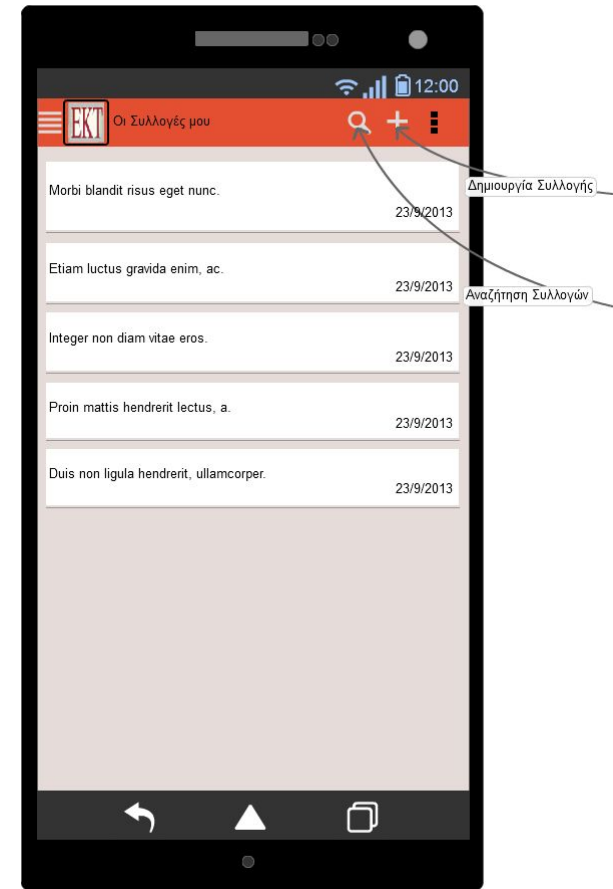 12:00
ΕΚΤ
Οι Συλλογές μου
Δημιουργία Συλλογής
Morbi blandit risus eget nunc.
23/9/2013
Etiam luctus gravida enim, ac.
23/9/2013
Αναζήτηση Συλλογών
Integer non diam vitae eros.
23/9/2013
Proin mattis hendrerit lectus, a.
23/9/2013
Duis non ligula hendrerit, ullamcorper.
23/9/2013